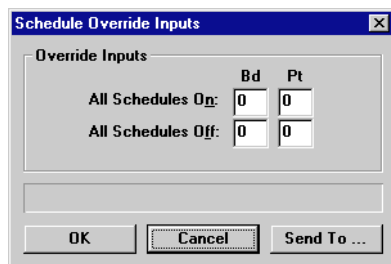 Schedule Override Inputs
Override Inputs
Bd Pt
All Schedules On: 0 0
All Schedules Off: 0 0
OK Cancel Send To ...